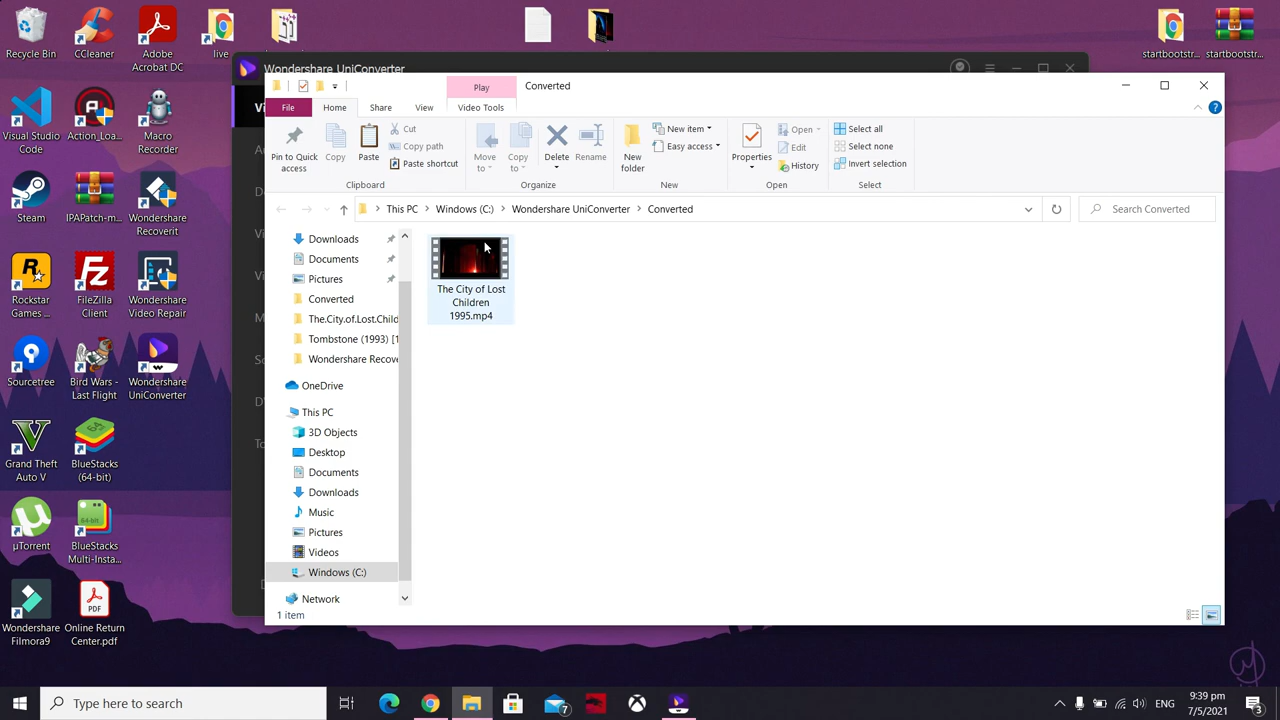 Recycle Bin
CCleaner
Adobe
Acrobat DC
live
startbootstr...
startbootstr...
Visual Studio
Code
Action_Loa...
Macro
Recorder
Steam
IPAPatch-m...
Wondershare
Recoverit
Rockstar
Games ...
FileZilla
Client
Wondershare
Video Repair
Sourcetree
Bird Wars -
Last Flight
Wondershare
UniConverter
Grand Theft
Auto V
BlueStacks
(64-bit)
µTorrent
BlueStacks
Multi-Insta...
Wondershare
Filmora9
Online Return
Center.pdf
Wondershare UniConverter
Play
Converted
File
Home
Share
View
Video Tools
Pin to Quick
access
Copy
Paste
Cut
Copy path
Paste shortcut
Clipboard
Move
to
Copy
to
Delete
Rename
Organize
New
folder
New item
Easy access
New
Properties
Open
Edit
History
Open
Select all
Select none
Invert selection
Select
This PC > Windows (C:) > Wondershare UniConverter > Converted
Search Converted
Downloads
Documents
Pictures
Converted
The.City.of.Lost.Child
Tombstone (1993) [1
Wondershare Recove
OneDrive
This PC
3D Objects
Desktop
Documents
Downloads
Music
Pictures
Videos
Windows (C:)
Network
1 item
The City of Lost
Children
1995.mp4
Type here to search
7
ENG
9:39 pm
7/5/2021
3